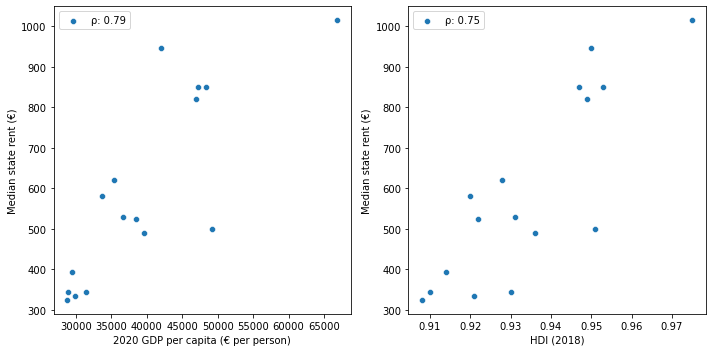 ρ: 0.79
1000
900
800
700
600
500
400
300
Median state rent (€)
30000 35000 40000 45000 50000 55000 60000 65000
2020 GDP per capita (€ per person)
ρ: 0.75
1000
900
800
700
600
500
400
300
Median state rent (€)
0.91 0.92 0.93 0.94 0.95 0.96 0.97
HDI (2018)